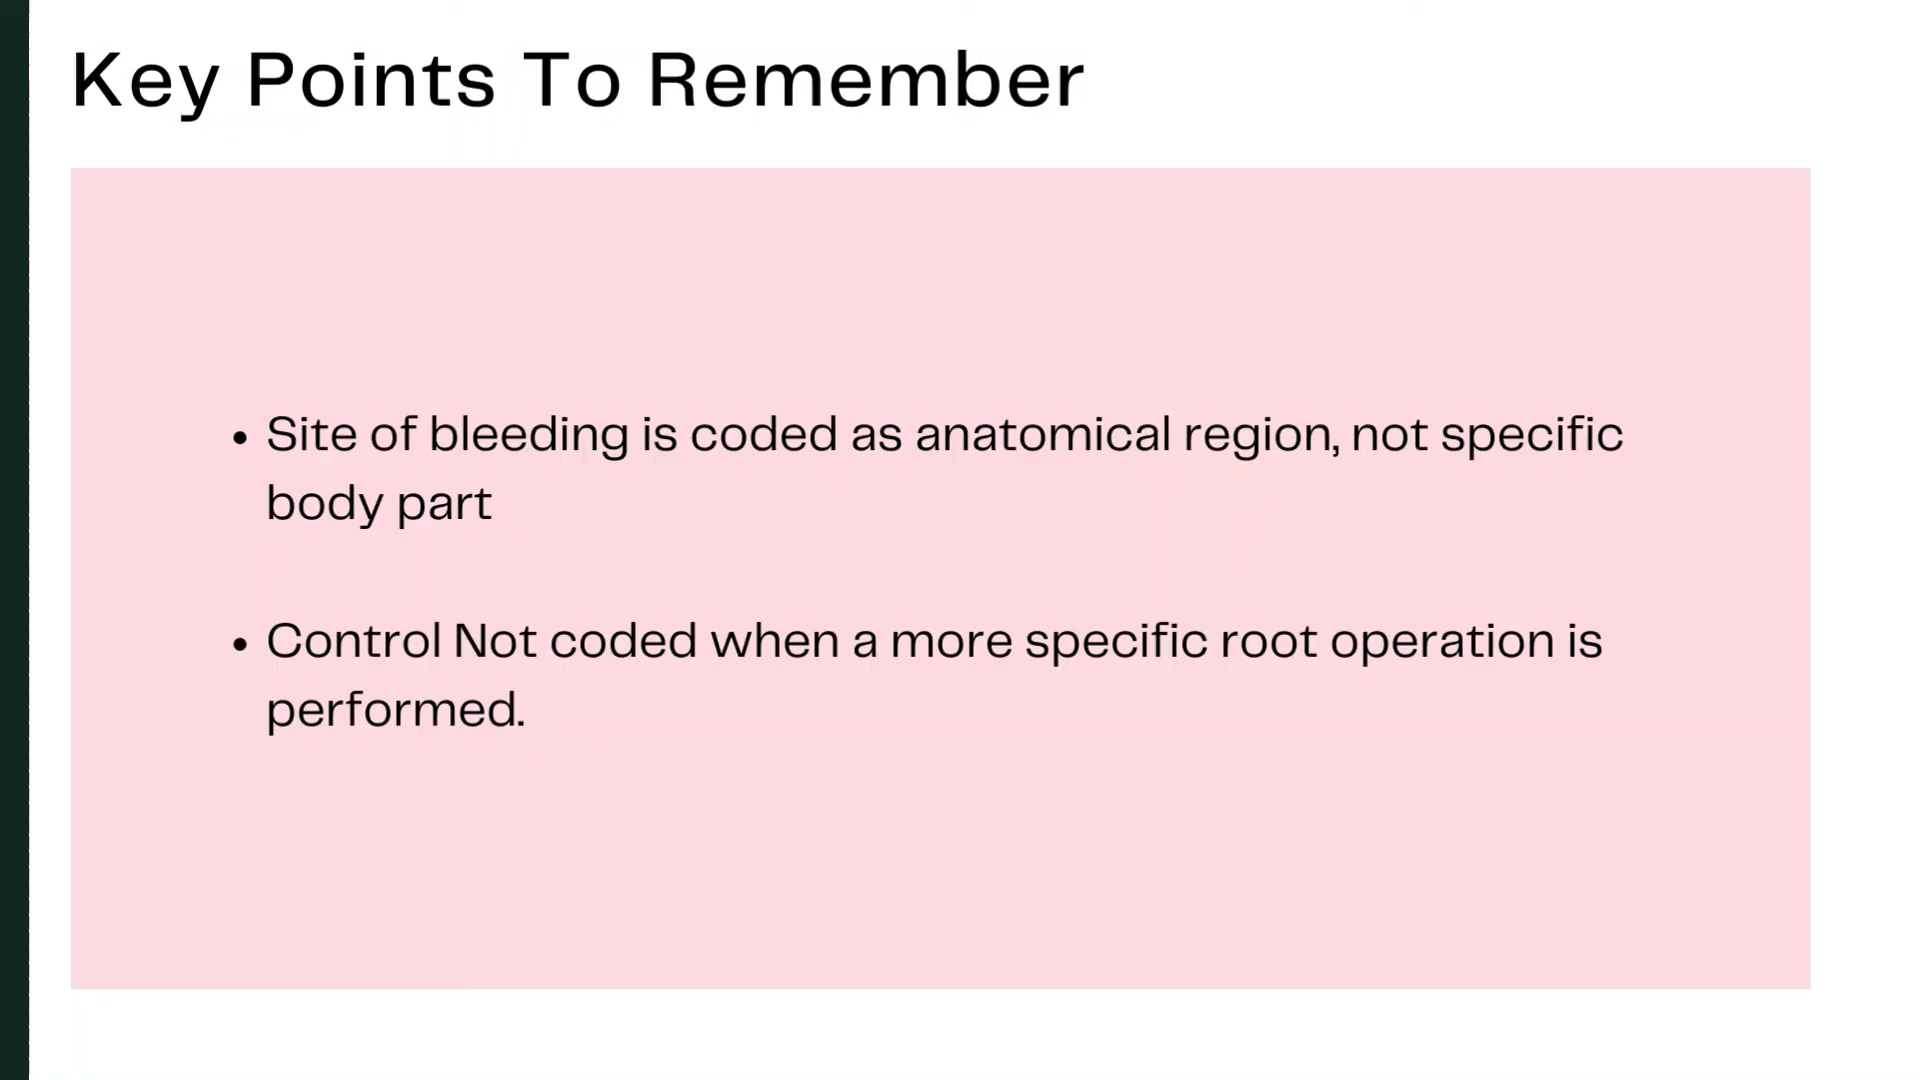 Key Points To Remember
• Site of bleeding is coded as anatomical region, not specific
body part
• Control Not coded when a more specific root operation is
performed.